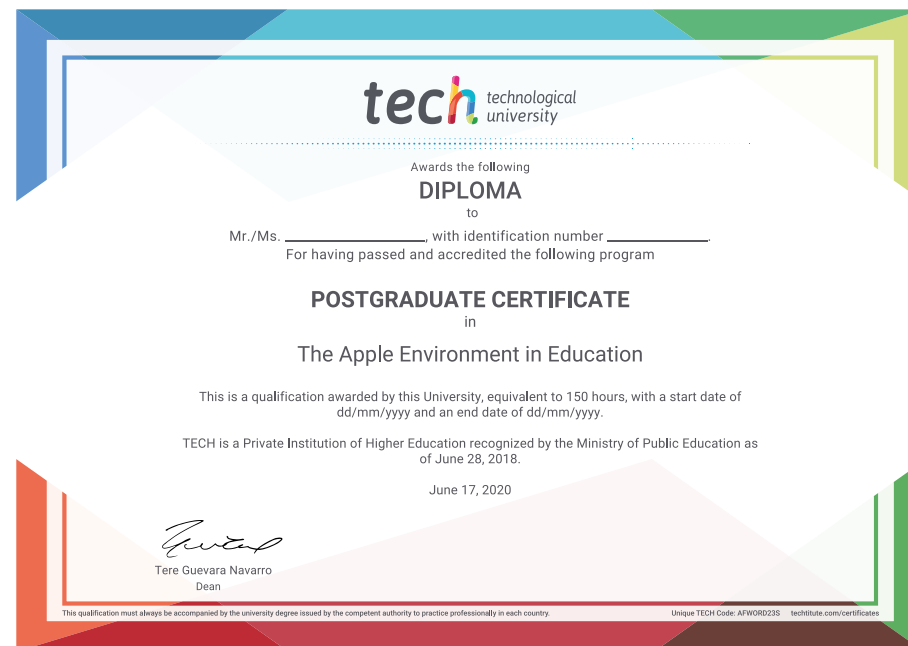 tech technological
university
Awards the following
DIPLOMA
to
Mr./Ms. ____________________, with identification number ______________.
For having passed and accredited the following program
POSTGRADUATE CERTIFICATE
in
The Apple Environment in Education
This is a qualification awarded by this University, equivalent to 150 hours, with a start date of
dd/mm/yyyy and an end date of dd/mm/yyyy.
TECH is a Private Institution of Higher Education recognized by the Ministry of Public Education as
of June 28, 2018.
June 17, 2020
Tere Guevara Navarro
Dean
This qualification must always be accompanied by the university degree issued by the competent authority to practice professionally in each country. Unique TECH Code: AFWORD23S techtitute.com/certificates